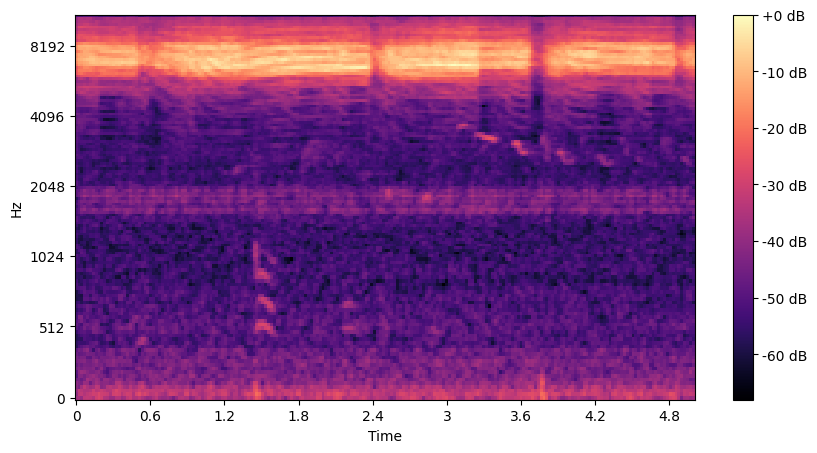 +0 dB
8192
-10 dB
4096
-20 dB
2048
-30 dB
Hz
1024
-40 dB
512
-50 dB
-60 dB
0
0 0.6 1.2 1.8 2.4 3 3.6 4.2 4.8
Time